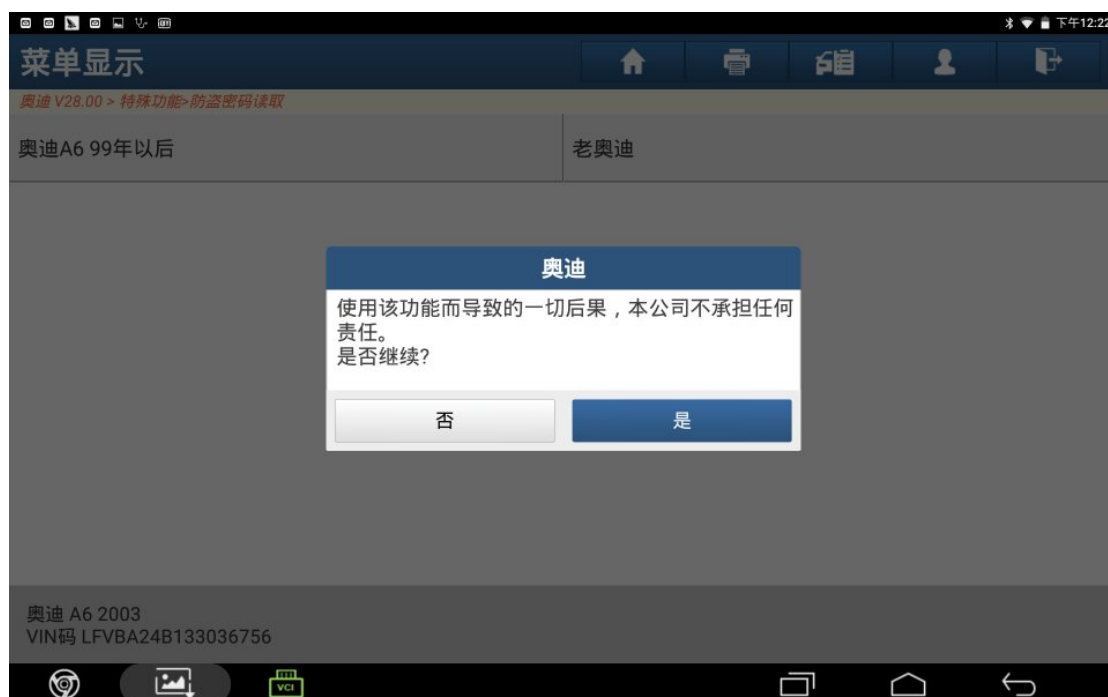 下午12:22
菜单显示
奥迪 V28.00 > 特殊功能>防盗密码读取
奥迪A6 99年以后
老奥迪
奥迪
使用该功能而导致的一切后果，本公司不承担任何
责任。
是否继续?
否
是
奥迪 A6 2003
VIN码 LFVBA24B133036756
VCI